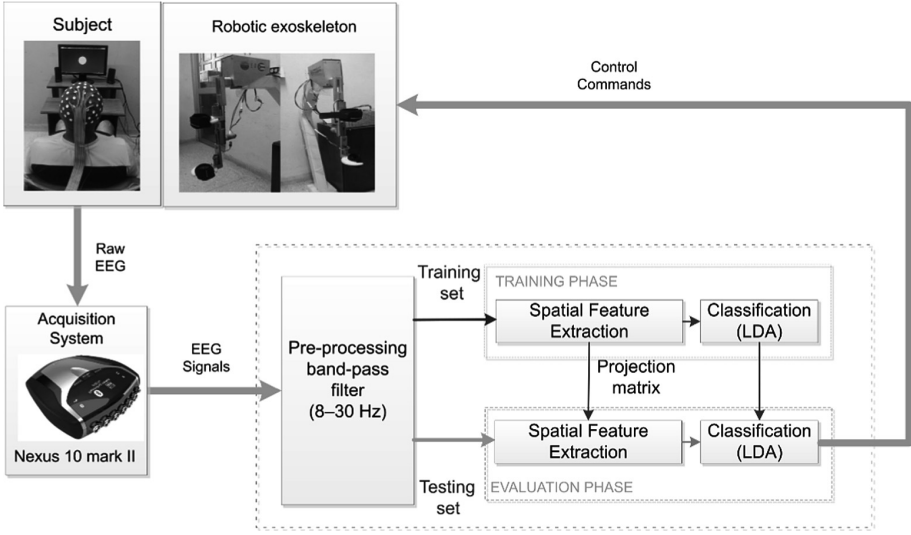 Subject
Robotic exoskeleton
Control
Commands
Raw
EEG
Acquisition
System
Nexus 10 mark II
EEG
Signals
Pre-processing
band-pass
filter
(8–30 Hz)
Training
set
TRAINING PHASE
Spatial Feature
Extraction
Classification
(LDA)
Projection
matrix
Spatial Feature
Extraction
Classification
(LDA)
Testing
set
EVALUATION PHASE